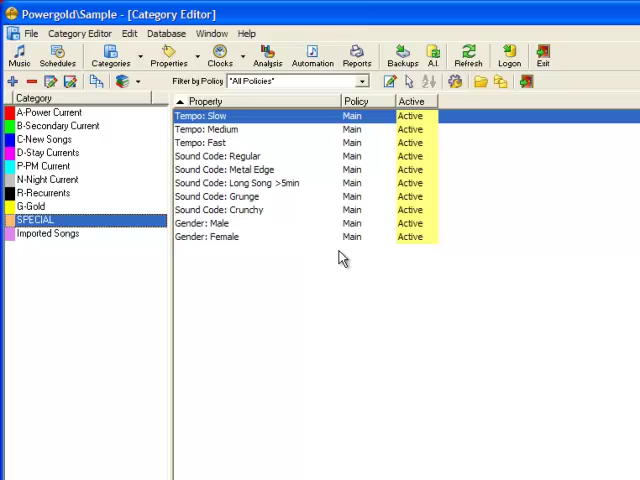 Powergold\Sample - [Category Editor]
File Category Editor Edit Database Window Help
Music Schedules Categories Properties Clocks Analysis Automation Reports Backups A.I. Refresh Logon Exit
Filter by Policy "All Policies"
Category
A-Power Current
B-Secondary Current
C-New Songs
D-Stay Currents
P-PM Current
N-Night Current
R-Recurrents
G-Gold
SPECIAL
Imported Songs
Property Policy Active
Tempo: Slow Main Active
Tempo: Medium Main Active
Tempo: Fast Main Active
Sound Code: Regular Main Active
Sound Code: Metal Edge Main Active
Sound Code: Long Song >5min Main Active
Sound Code: Grunge Main Active
Sound Code: Crunchy Main Active
Gender: Male Main Active
Gender: Female Main Active